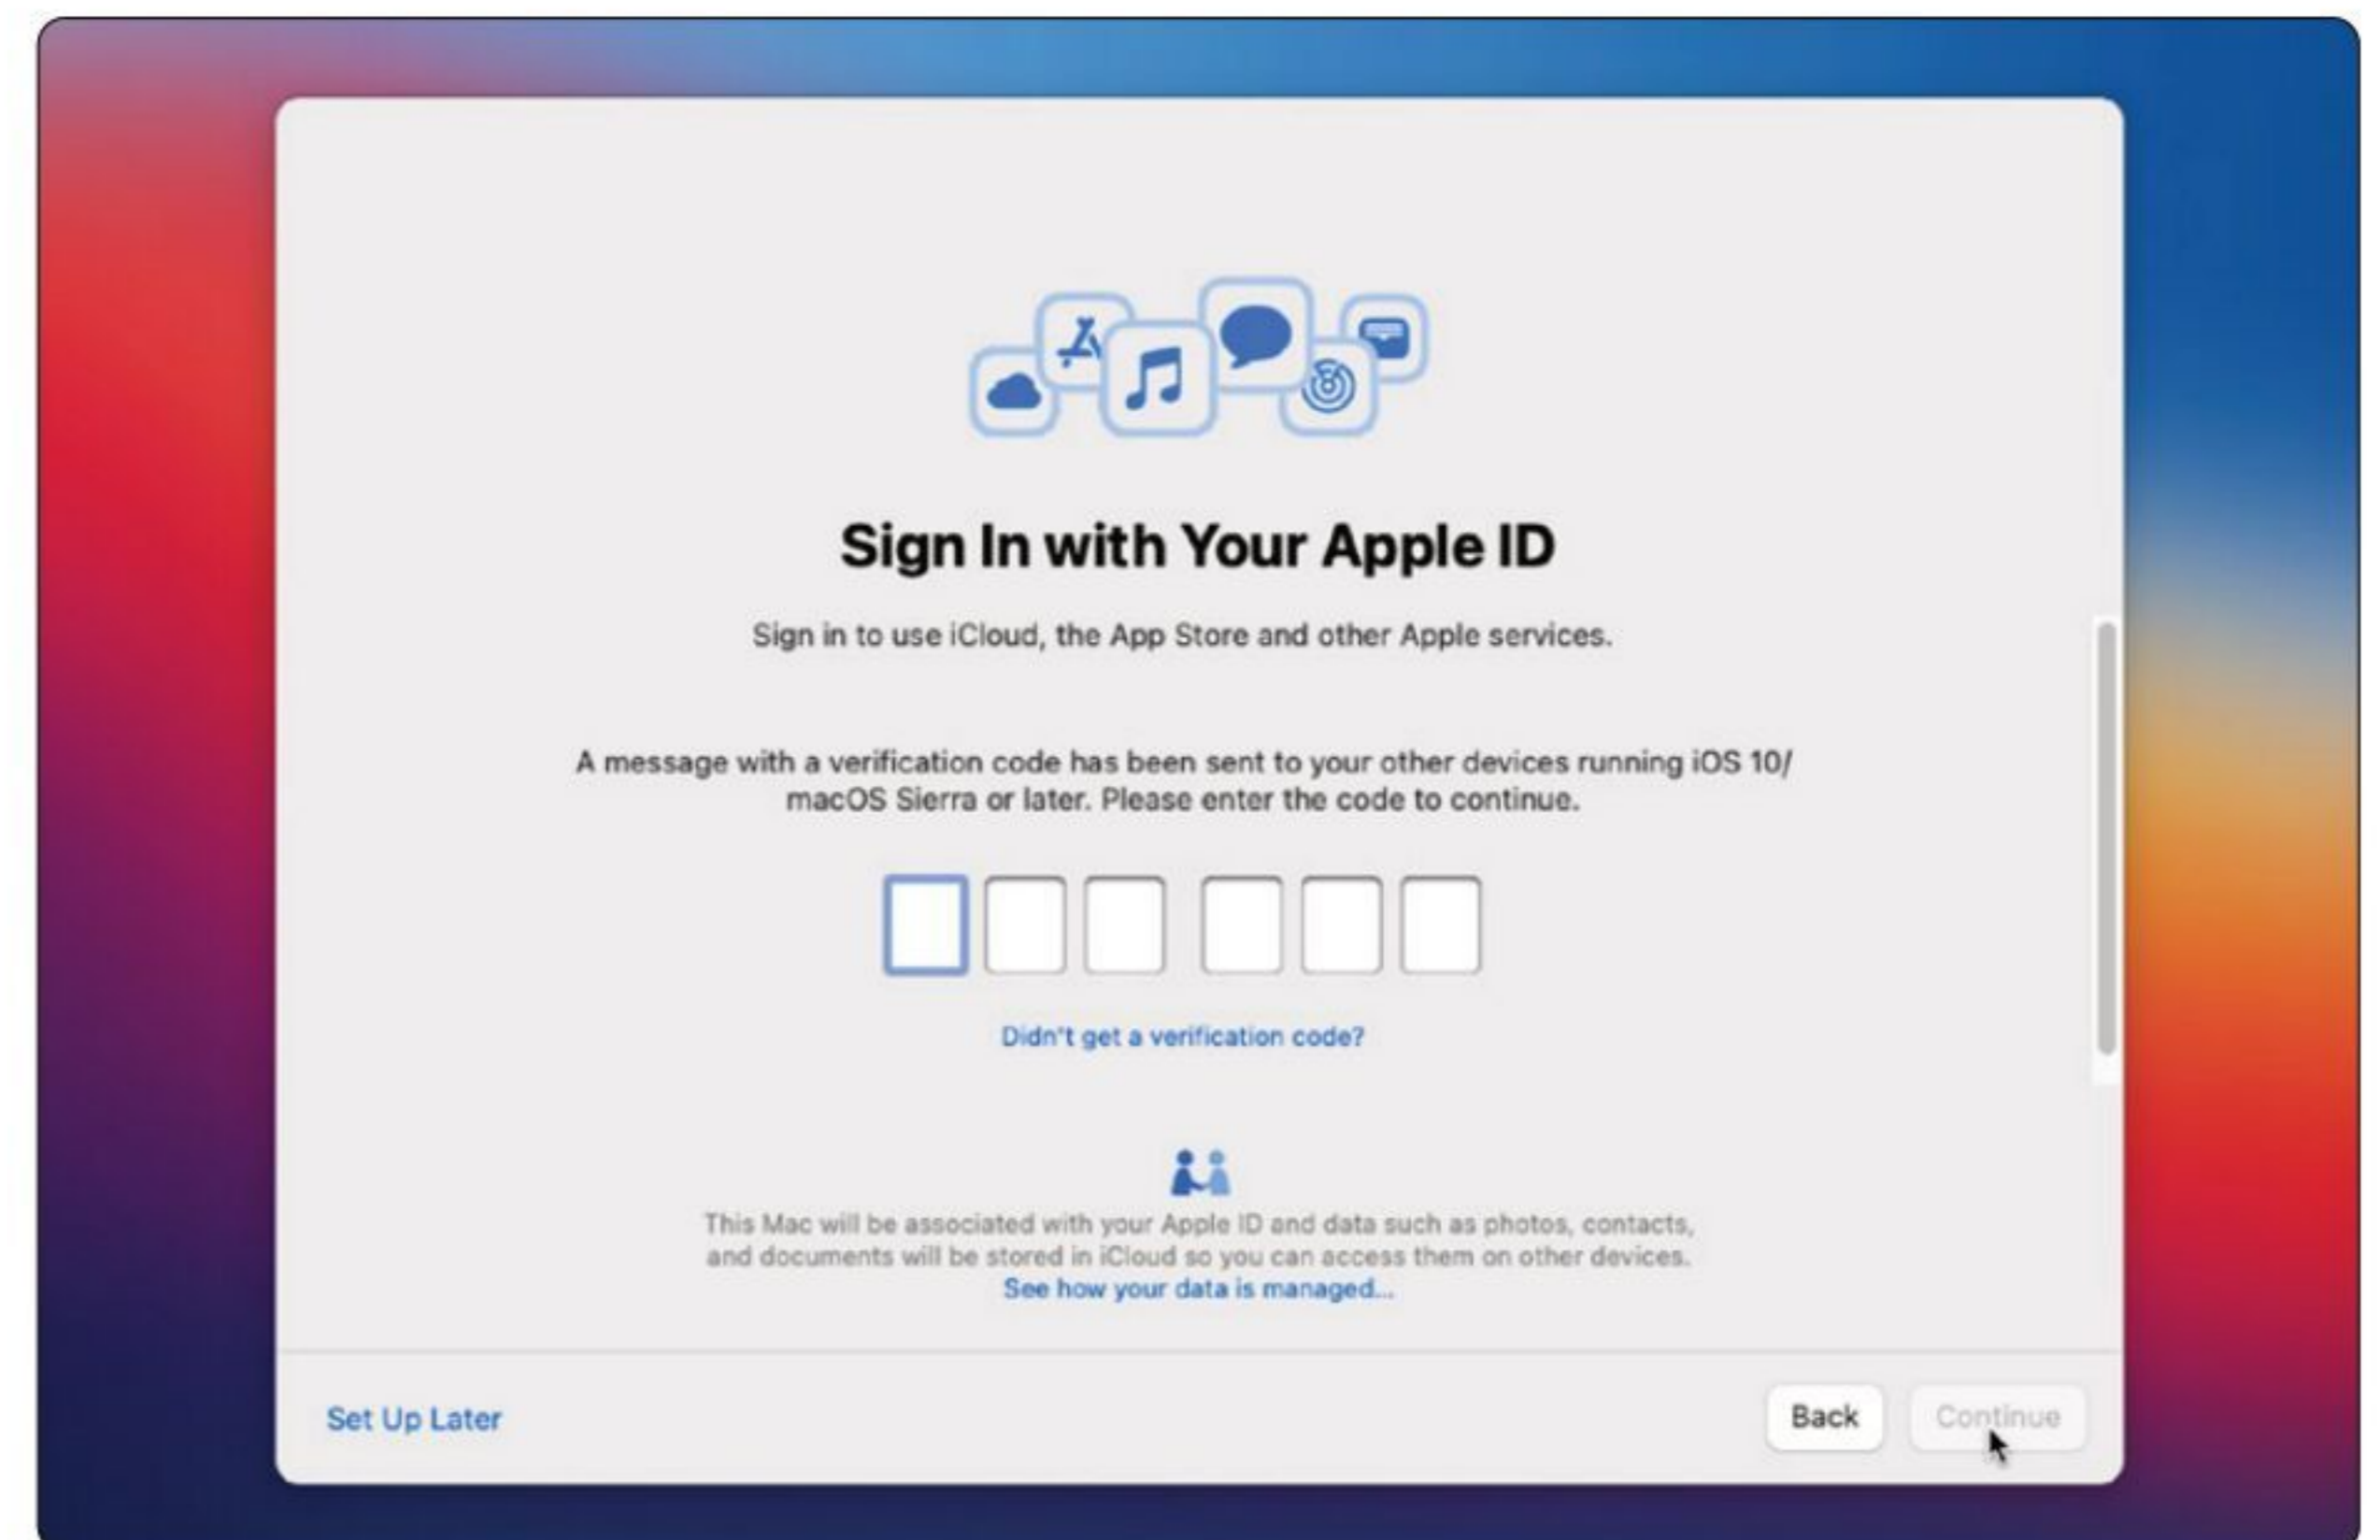 Sign In with Your Apple ID
Sign in to use iCloud, the App Store and other Apple services.
A message with a verification code has been sent to your other devices running iOS 10/
macOS Sierra or later. Please enter the code to continue.
Didn't get a verification code?
This Mac will be associated with your Apple ID and data such as photos, contacts,
and documents will be stored in iCloud so you can access them on other devices.
See how your data is managed...
Set Up Later
Back
Continue